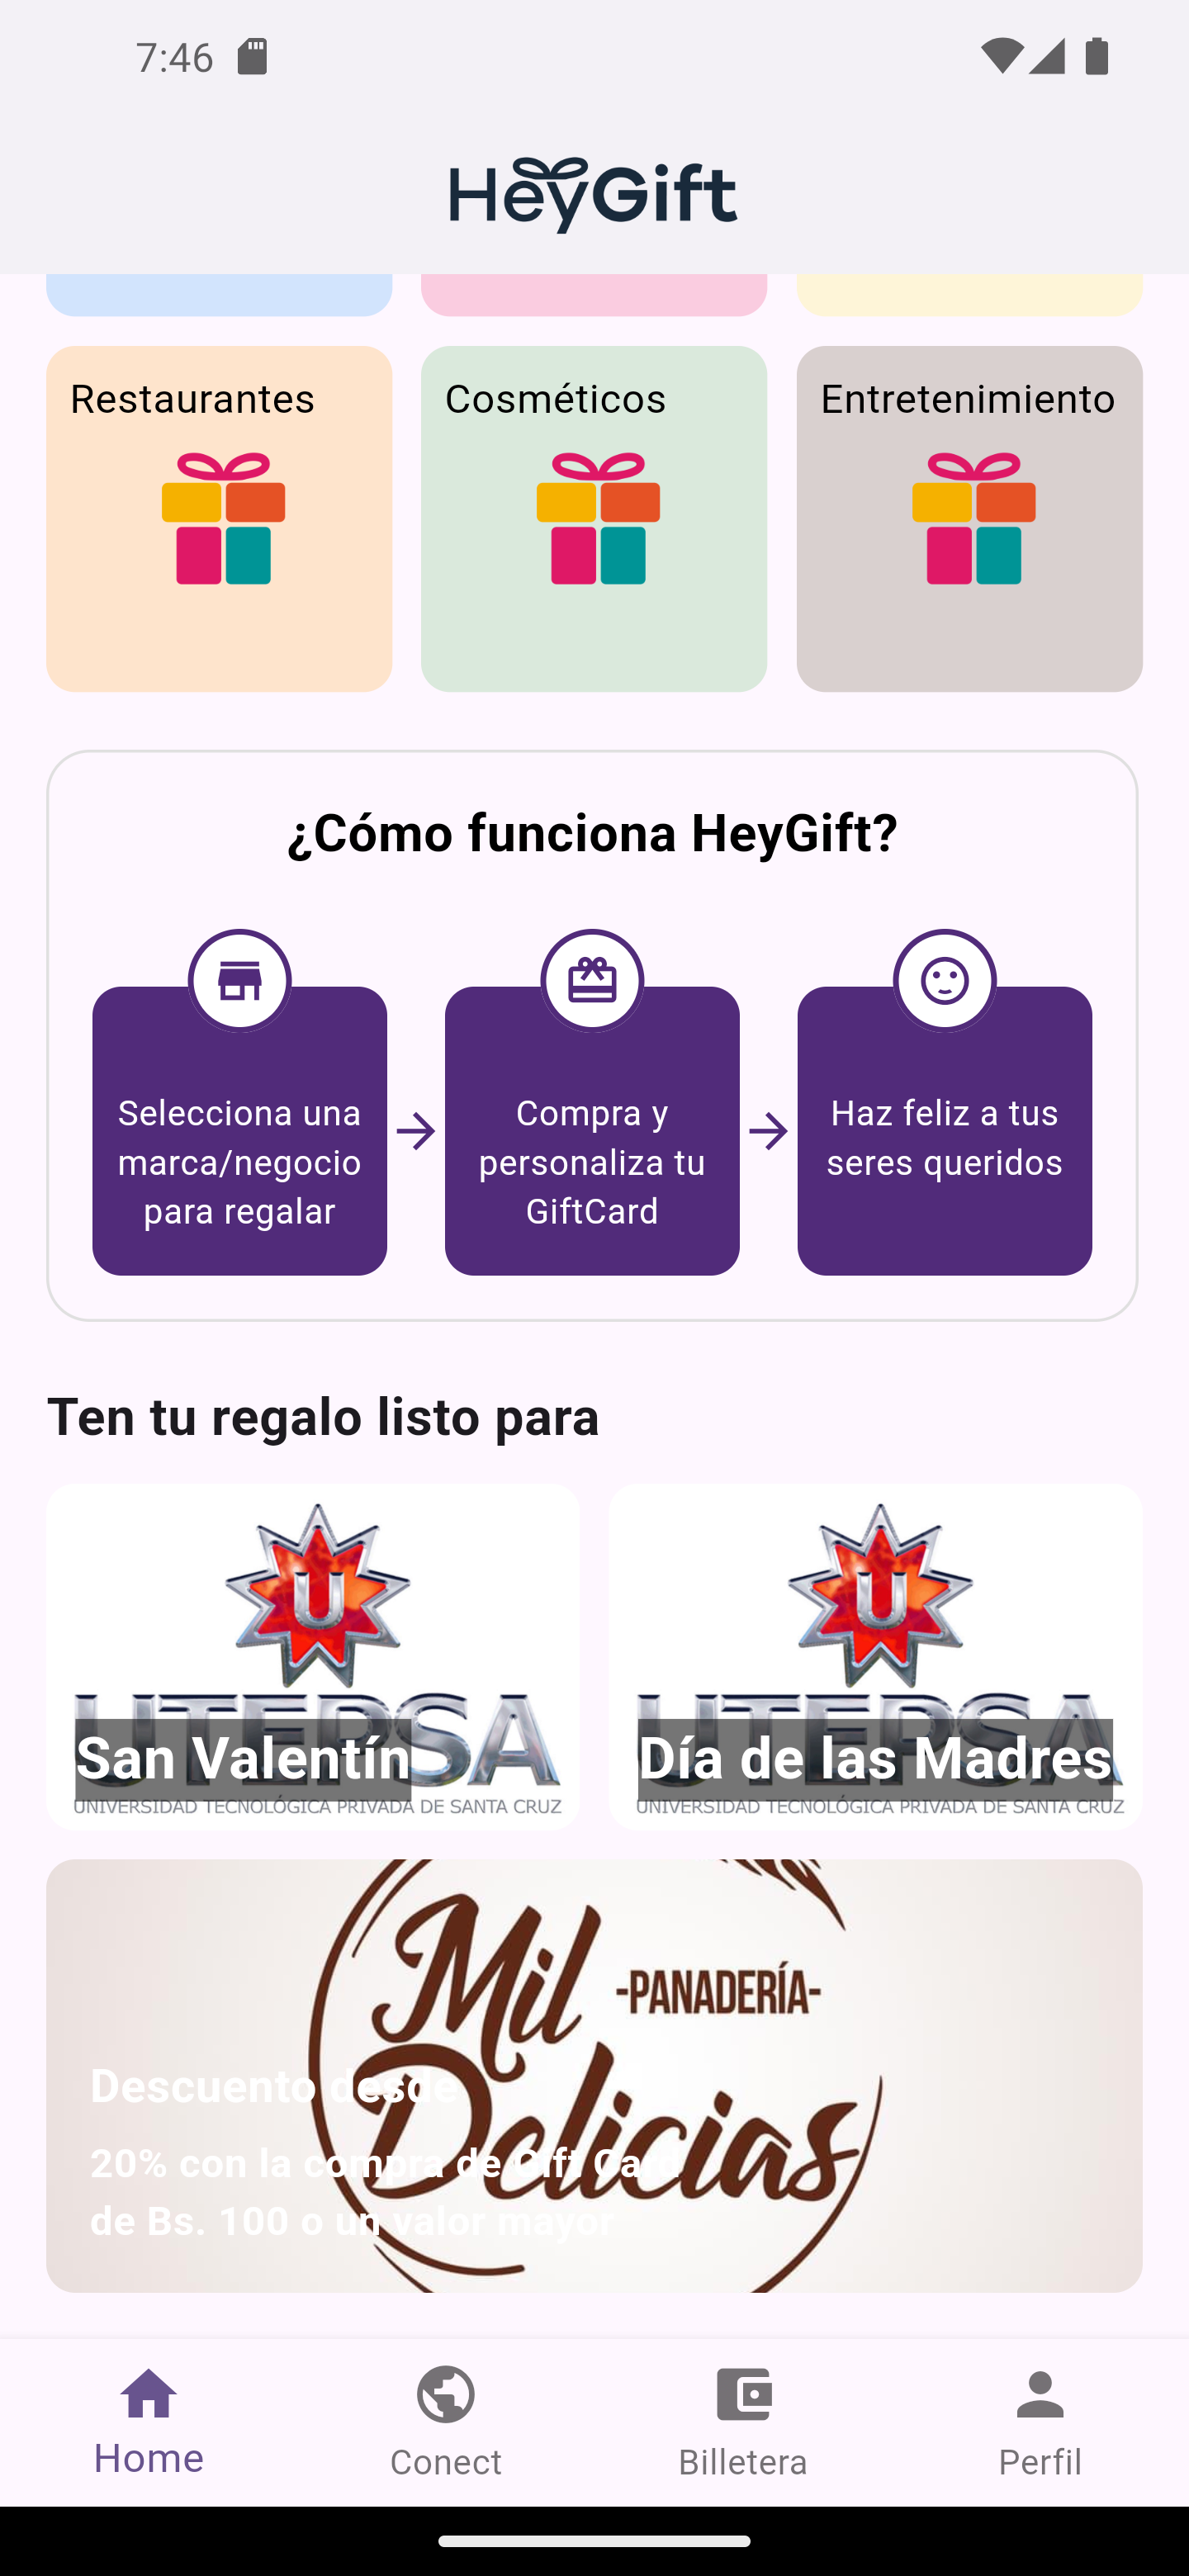 7:46
HeyGift
Restaurantes
Cosméticos
Entretenimiento
¿Cómo funciona HeyGift?
Selecciona una
marca/negocio
para regalar
Compra y
personaliza tu
GiftCard
Haz feliz a tus
seres queridos
Ten tu regalo listo para
U
UTEPSA
San Valentín
UNIVERSIDAD TECNOLÓGICA PRIVADA DE SANTA CRUZ
U
UTEPSA
Día de las Madres
UNIVERSIDAD TECNOLÓGICA PRIVADA DE SANTA CRUZ
Mil
-PANADERÍA-
Delicias
Descuento desde
20% con la compra de Gift Card
de Bs. 100 o un valor mayor
Home
Conect
Billetera
Perfil